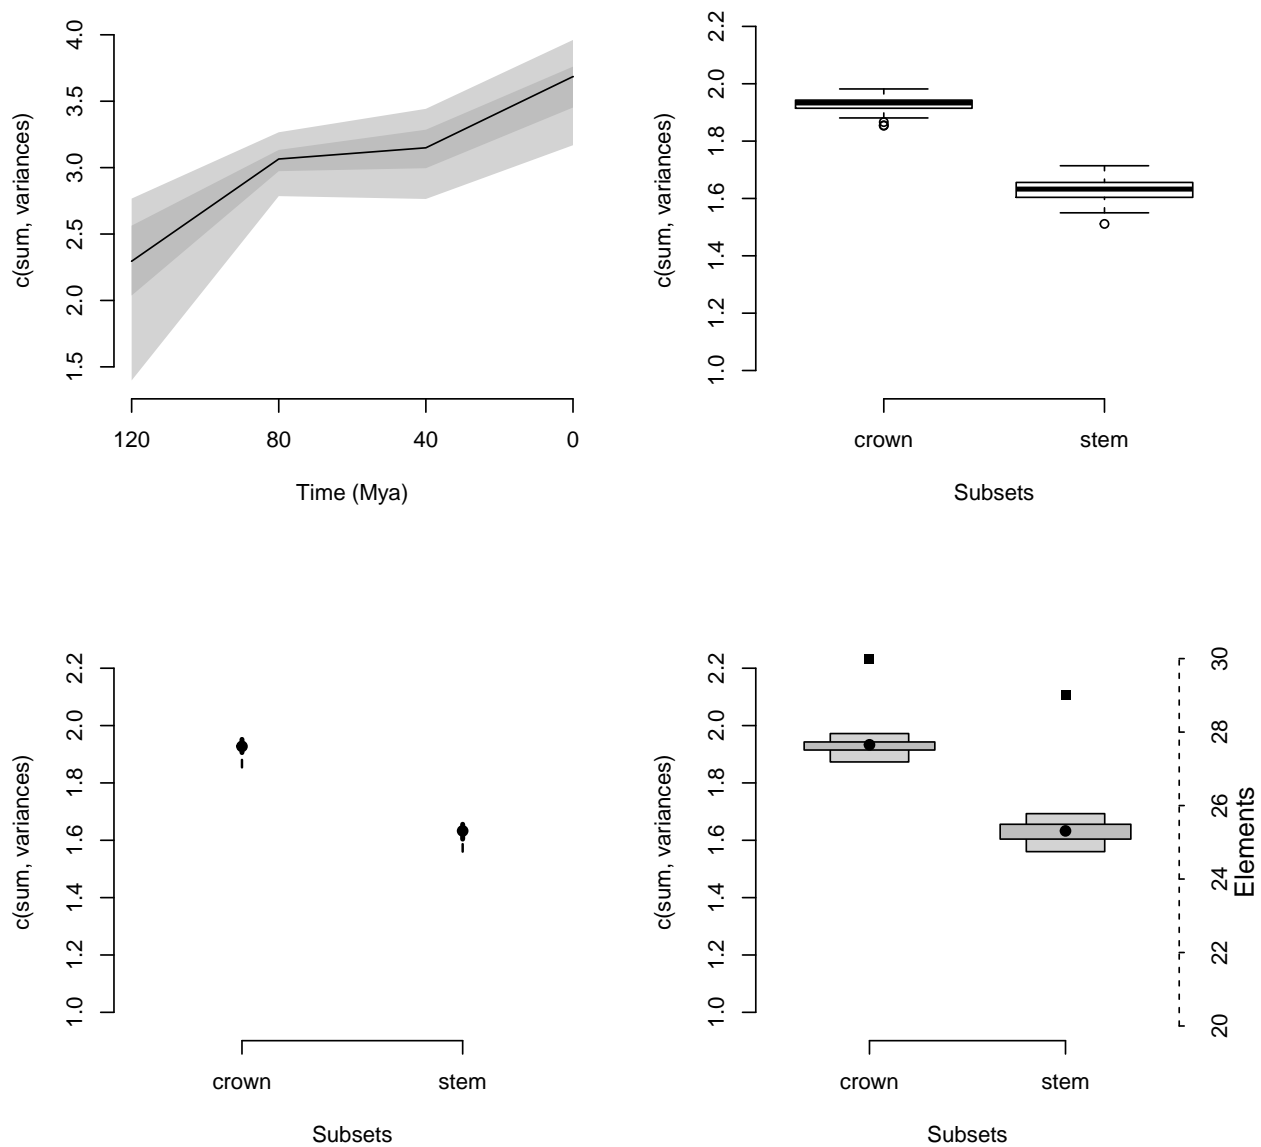 c(sum, variances)
4.0
3.5
3.0
2.5
2.0
1.5
120 80 40 0
Time (Mya)
c(sum, variances)
2.2
2.0
1.8
1.6
1.4
1.2
1.0
crown stem
Subsets
c(sum, variances)
2.2
2.0
1.8
1.6
1.4
1.2
1.0
crown stem
Subsets
c(sum, variances)
2.2
2.0
1.8
1.6
1.4
1.2
1.0
crown stem
Subsets
30
28
26
24
22
20
Elements